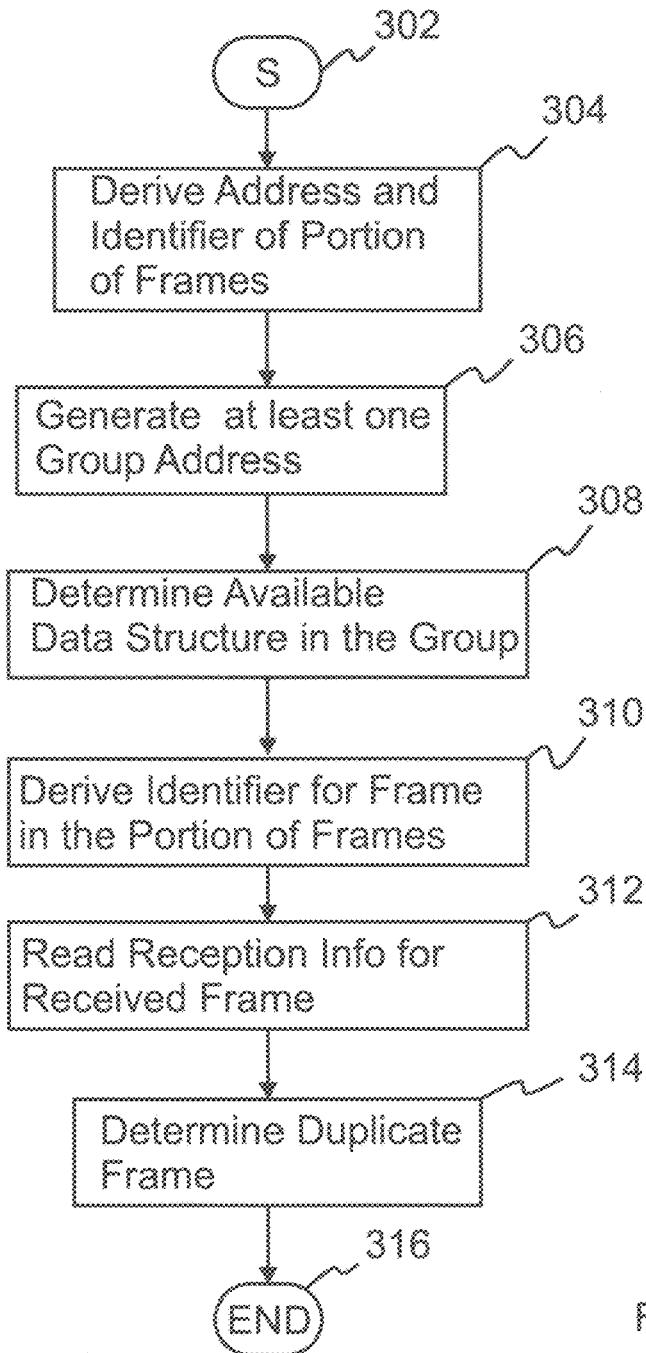 302
S
304
Derive Address and
Identifier of Portion
of Frames
306
Generate at least one
Group Address
308
Determine Available
Data Structure in the Group
310
Derive Identifier for Frame
in the Portion of Frames
312
Read Reception Info for
Received Frame
314
Determine Duplicate
Frame
316
END
F